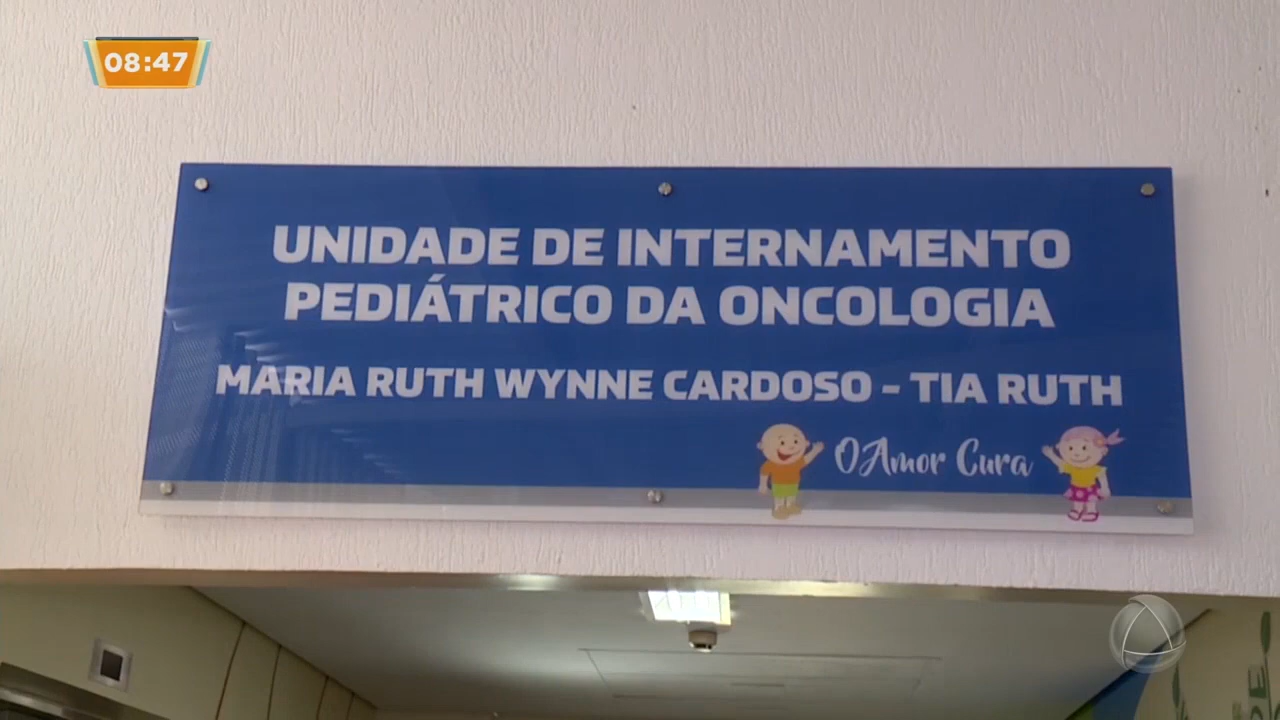 08:47
UNIDADE DE INTERNAMENTO
PEDIÁTRICO DA ONCOLOGIA
MARIA RUTH WYNNE CARDOSO - TIA RUTH
O Amor Cura